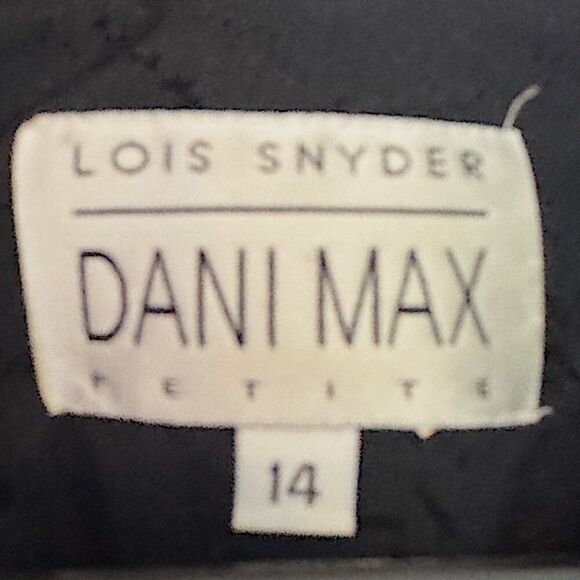 LOIS SNYDER
DANI MAX
PETITE
14